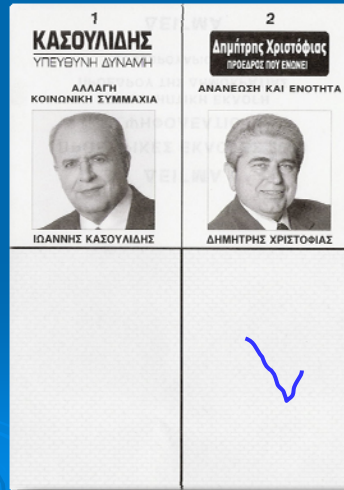 1
ΚΑΣΟΥΛΙΔΗΣ
ΥΠΕΥΘΥΝΗ ΔΥΝΑΜΗ
ΑΛΛΑΓΗ
ΚΟΙΝΩΝΙΚΗ ΣΥΜΜΑΧΙΑ
ΙΩΑΝΝΗΣ ΚΑΣΟΥΛΙΔΗΣ
2
Δημήτρης Χριστόφιας
ΠΡΟΕΔΡΟΣ ΠΟΥ ΕΝΩΝΕΙ
ΑΝΑΝΕΩΣΗ ΚΑΙ ΕΝΟΤΗΤΑ
ΔΗΜΗΤΡΗΣ ΧΡΙΣΤΟΦΙΑΣ